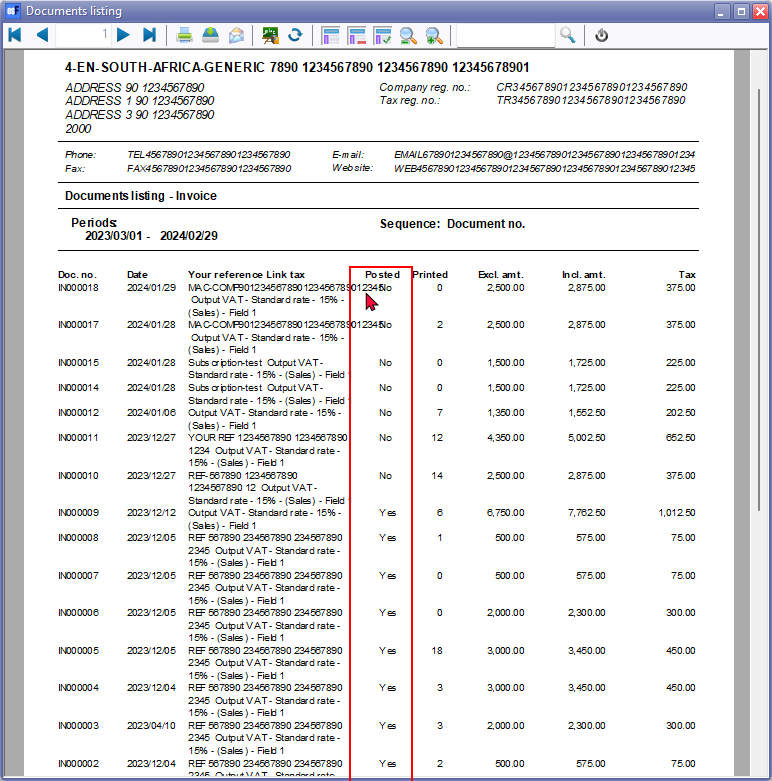 Documents listing
1
4-EN-SOUTH-AFRICA-GENERIC 7890 1234567890 1234567890 12345678901
ADDRESS 90 1234567890 Company reg. no.: CR3456789012345678901234567890
ADDRESS 1 90 1234567890 Tax reg. no.: TR3456789012345678901234567890
ADDRESS 3 90 1234567890
2000
Phone: TEL456789012345678901234567890 E-mail: EMAIL678901234567890@1234567890123456789012345678901234
Fax: FAX456789012345678901234567890 Website: WEB4567890123456789012345678901234567890123456789012345
Documents listing - Invoice
Periods: Sequence: Document no.
2023/03/01 - 2024/02/29
Doc. no. Date Your reference Link tax Posted Printed Excl. amt. Incl. amt. Tax
IN000018 2024/01/29 MAC-COMP901234567890123456789012345 No 0 2,500.00 2,875.00 375.00
Output VAT - Standard rate - 15% -
(Sales) - Field 1
IN000017 2024/01/28 MAC-COMP901234567890123456789012345 No 2 2,500.00 2,875.00 375.00
Output VAT - Standard rate - 15% -
(Sales) - Field 1
IN000015 2024/01/28 Subscription-test Output VAT - No 0 1,500.00 1,725.00 225.00
Standard rate - 15% - (Sales) - Field 1
IN000014 2024/01/28 Subscription-test Output VAT - No 0 1,500.00 1,725.00 225.00
Standard rate - 15% - (Sales) - Field 1
IN000012 2024/01/06 Output VAT - Standard rate - 15% - No 7 1,350.00 1,552.50 202.50
(Sales) - Field 1
IN000011 2023/12/27 YOUR REF 1234567890 1234567890 No 12 4,350.00 5,002.50 652.50
1234 Output VAT - Standard rate -
15% - (Sales) - Field 1
IN000010 2023/12/27 REF-567890 1234567890 No 14 2,500.00 2,875.00 375.00
1234567890 12 Output VAT -
Standard rate - 15% - (Sales) - Field 1
IN000009 2023/12/12 Output VAT - Standard rate - 15% - Yes 6 6,750.00 7,762.50 1,012.50
(Sales) - Field 1
IN000008 2023/12/05 REF 567890 234567890 234567890 Yes 1 500.00 575.00 75.00
2345 Output VAT - Standard rate -
15% - (Sales) - Field 1
IN000007 2023/12/05 REF 567890 234567890 234567890 Yes 0 500.00 575.00 75.00
2345 Output VAT - Standard rate -
15% - (Sales) - Field 1
IN000006 2023/12/05 REF 567890 234567890 234567890 Yes 0 2,000.00 2,300.00 300.00
2345 Output VAT - Standard rate -
15% - (Sales) - Field 1
IN000005 2023/12/05 REF 567890 234567890 234567890 Yes 18 3,000.00 3,450.00 450.00
2345 Output VAT - Standard rate -
15% - (Sales) - Field 1
IN000004 2023/12/04 REF 567890 234567890 234567890 Yes 3 3,000.00 3,450.00 450.00
2345 Output VAT - Standard rate -
15% - (Sales) - Field 1
IN000003 2023/04/10 REF 567890 234567890 234567890 Yes 3 2,000.00 2,300.00 300.00
2345 Output VAT - Standard rate -
15% - (Sales) - Field 1
IN000002 2023/12/04 REF 567890 234567890 234567890 Yes 2 500.00 575.00 75.00
2345 Output VAT - Standard rate -